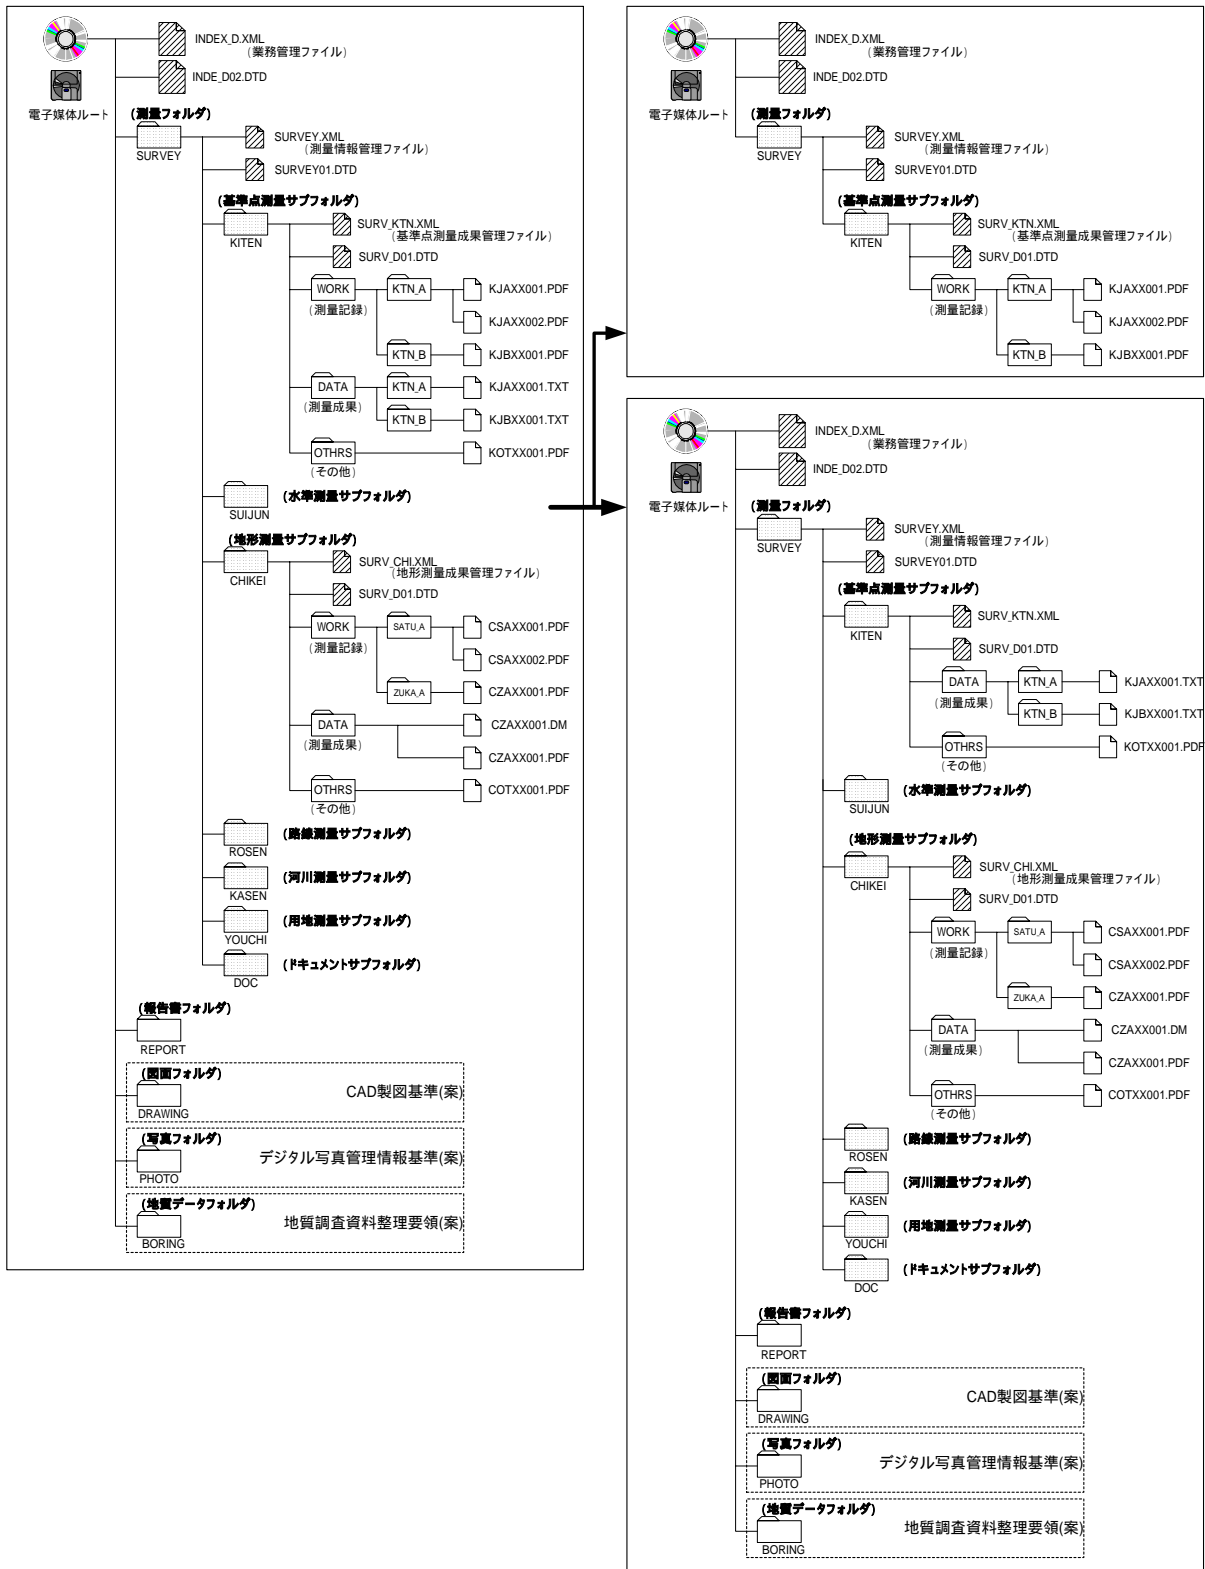 INDEX_D.XML
(業務管理ファイル)
INDE_D02.DTD
電子媒体ルート
(測量フォルダ)
SURVEY
SURVEY.XML
(測量情報管理ファイル)
SURVEY01.DTD
(基準点測量サブフォルダ)
KITEN
SURV_KTN.XML
(基準点測量成果管理ファイル)
SURV_D01.DTD
WORK
(測量記録)
KTN_A
KJAXX001.PDF
KJAXX002.PDF
KTN_B
KJBXX001.PDF
DATA
(測量成果)
KTN_A
KJAXX001.TXT
KTN_B
KJBXX001.TXT
OTHRS
(その他)
KOTXX001.PDF
SUIJUN
(水準測量サブフォルダ)
(地形測量サブフォルダ)
CHIKEI
SURV_CHI.XML
(地形測量成果管理ファイル)
SURV_D01.DTD
WORK
(測量記録)
SATU_A
CSAXX001.PDF
CSAXX002.PDF
ZUKA_A
CZAXX001.PDF
DATA
(測量成果)
CZAXX001.DM
CZAXX001.PDF
OTHRS
(その他)
COTXX001.PDF
(路線測量サブフォルダ)
ROSEN
(河川測量サブフォルダ)
KASEN
(用地測量サブフォルダ)
YOUCHI
(ドキュメントサブフォルダ)
DOC
(報告書フォルダ)
REPORT
(図面フォルダ)
CAD製図基準(案)
DRAWING
(写真フォルダ)
デジタル写真管理情報基準(案)
PHOTO
(地質データフォルダ)
地質調査資料整理要領(案)
BORING
INDEX_D.XML
(業務管理ファイル)
INDE_D02.DTD
電子媒体ルート
(測量フォルダ)
SURVEY
SURVEY.XML
(測量情報管理ファイル)
SURVEY01.DTD
(基準点測量サブフォルダ)
KITEN
SURV_KTN.XML
(基準点測量成果管理ファイル)
SURV_D01.DTD
WORK
(測量記録)
KTN_A
KJAXX001.PDF
KJAXX002.PDF
KTN_B
KJBXX001.PDF
INDEX_D.XML
(業務管理ファイル)
INDE_D02.DTD
電子媒体ルート
(測量フォルダ)
SURVEY
SURVEY.XML
(測量情報管理ファイル)
SURVEY01.DTD
(基準点測量サブフォルダ)
KITEN
SURV_KTN.XML
SURV_D01.DTD
DATA
(測量成果)
KTN_A
KJAXX001.TXT
KTN_B
KJBXX001.TXT
OTHRS
(その他)
KOTXX001.PDF
SUIJUN
(水準測量サブフォルダ)
(地形測量サブフォルダ)
CHIKEI
SURV_CHI.XML
(地形測量成果管理ファイル)
SURV_D01.DTD
WORK
(測量記録)
SATU_A
CSAXX001.PDF
CSAXX002.PDF
ZUKA_A
CZAXX001.PDF
DATA
(測量成果)
CZAXX001.DM
CZAXX001.PDF
OTHRS
(その他)
COTXX001.PDF
(路線測量サブフォルダ)
ROSEN
(河川測量サブフォルダ)
KASEN
(用地測量サブフォルダ)
YOUCHI
(ドキュメントサブフォルダ)
DOC
(報告書フォルダ)
REPORT
(図面フォルダ)
CAD製図基準(案)
DRAWING
(写真フォルダ)
デジタル写真管理情報基準(案)
PHOTO
(地質データフォルダ)
地質調査資料整理要領(案)
BORING